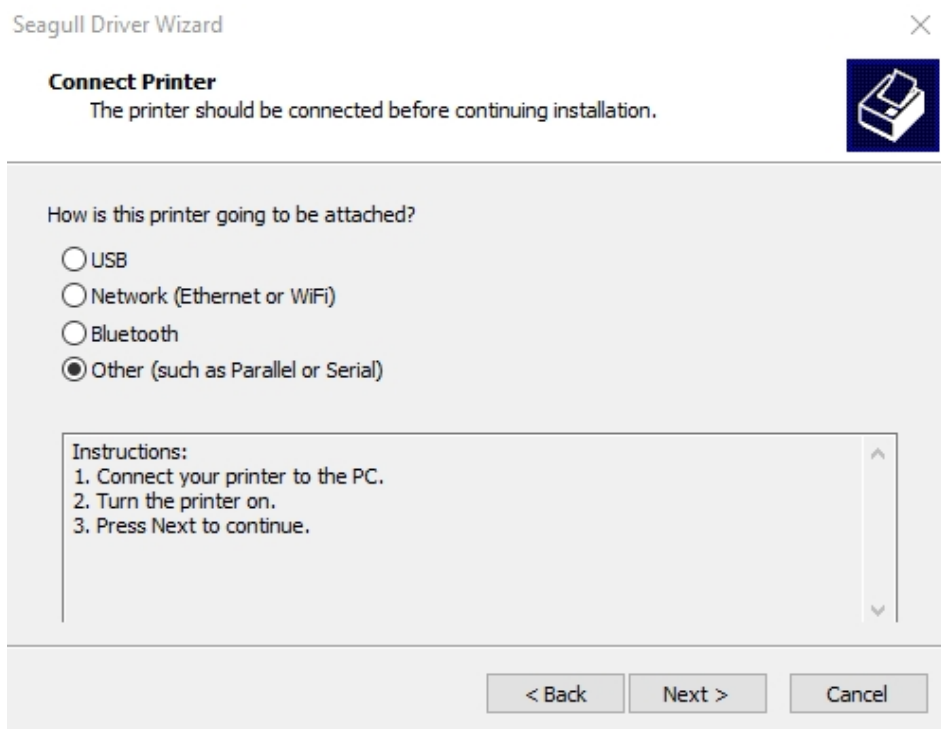 Seagull Driver Wizard
Connect Printer
The printer should be connected before continuing installation.
How is this printer going to be attached?
USB
Network (Ethernet or WiFi)
Bluetooth
Other (such as Parallel or Serial)
Instructions:
1. Connect your printer to the PC.
2. Turn the printer on.
3. Press Next to continue.
< Back Next > Cancel